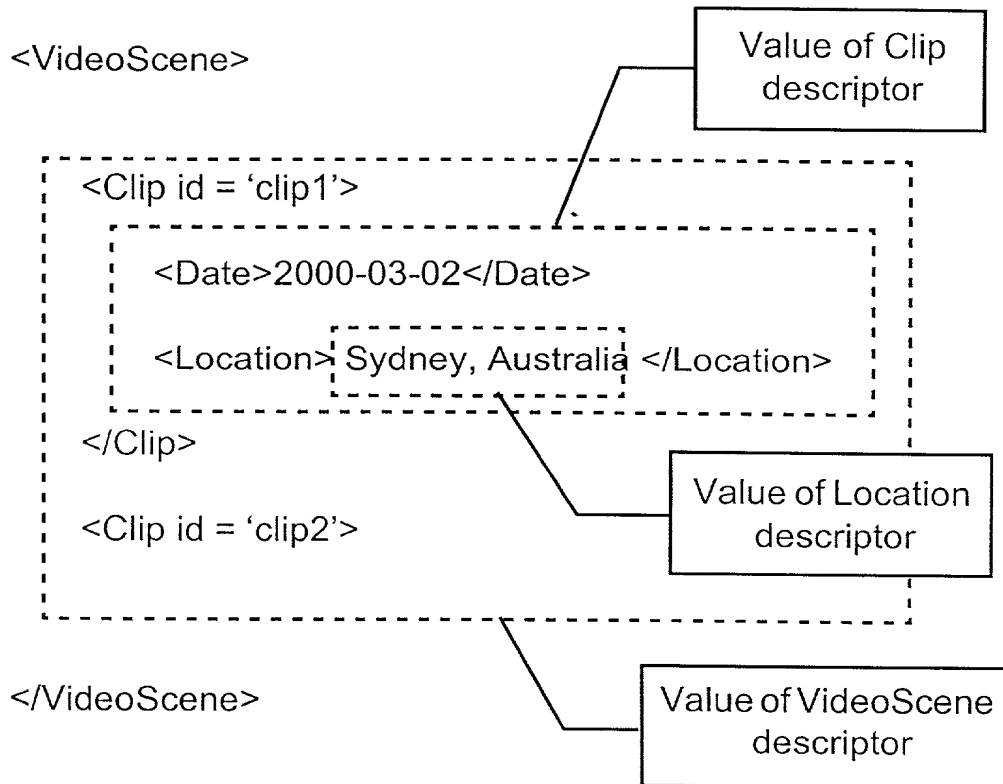 Value of Clip
descriptor
<VideoScene>
<Clip id = ‘clip1’>
<Date>2000-03-02</Date>
<Location> Sydney, Australia </Location>
</Clip>
Value of Location
descriptor
<Clip id = ‘clip2’>
</VideoScene>
Value of VideoScene
descriptor